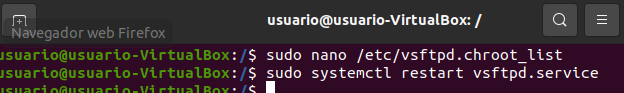 usuario@usuario-VirtualBox: /
Navegador web Firefox
usuario@usuario-VirtualBox:/$ sudo nano /etc/vsftpd.chroot_list
usuario@usuario-VirtualBox:/$ sudo systemctl restart vsftpd.service
usuario@usuario-VirtualBox:/$